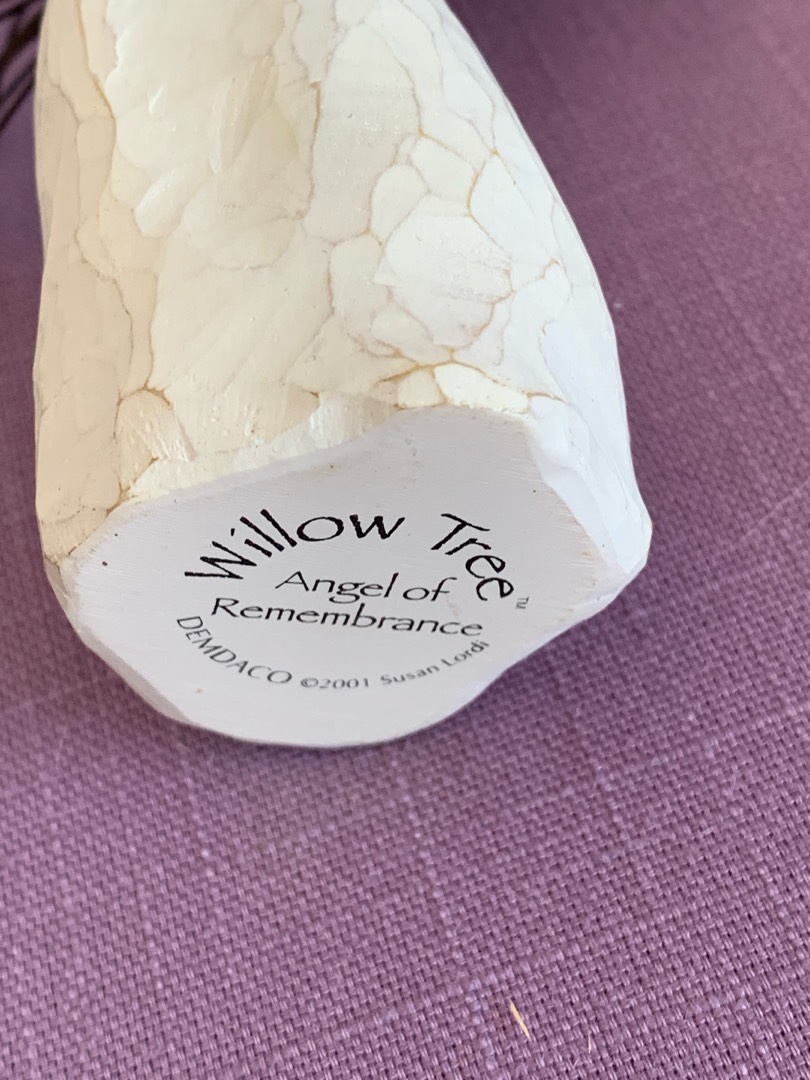 Willow Tree™
Angel of
Remembrance
DEMDACO ©2001 Susan Lordi